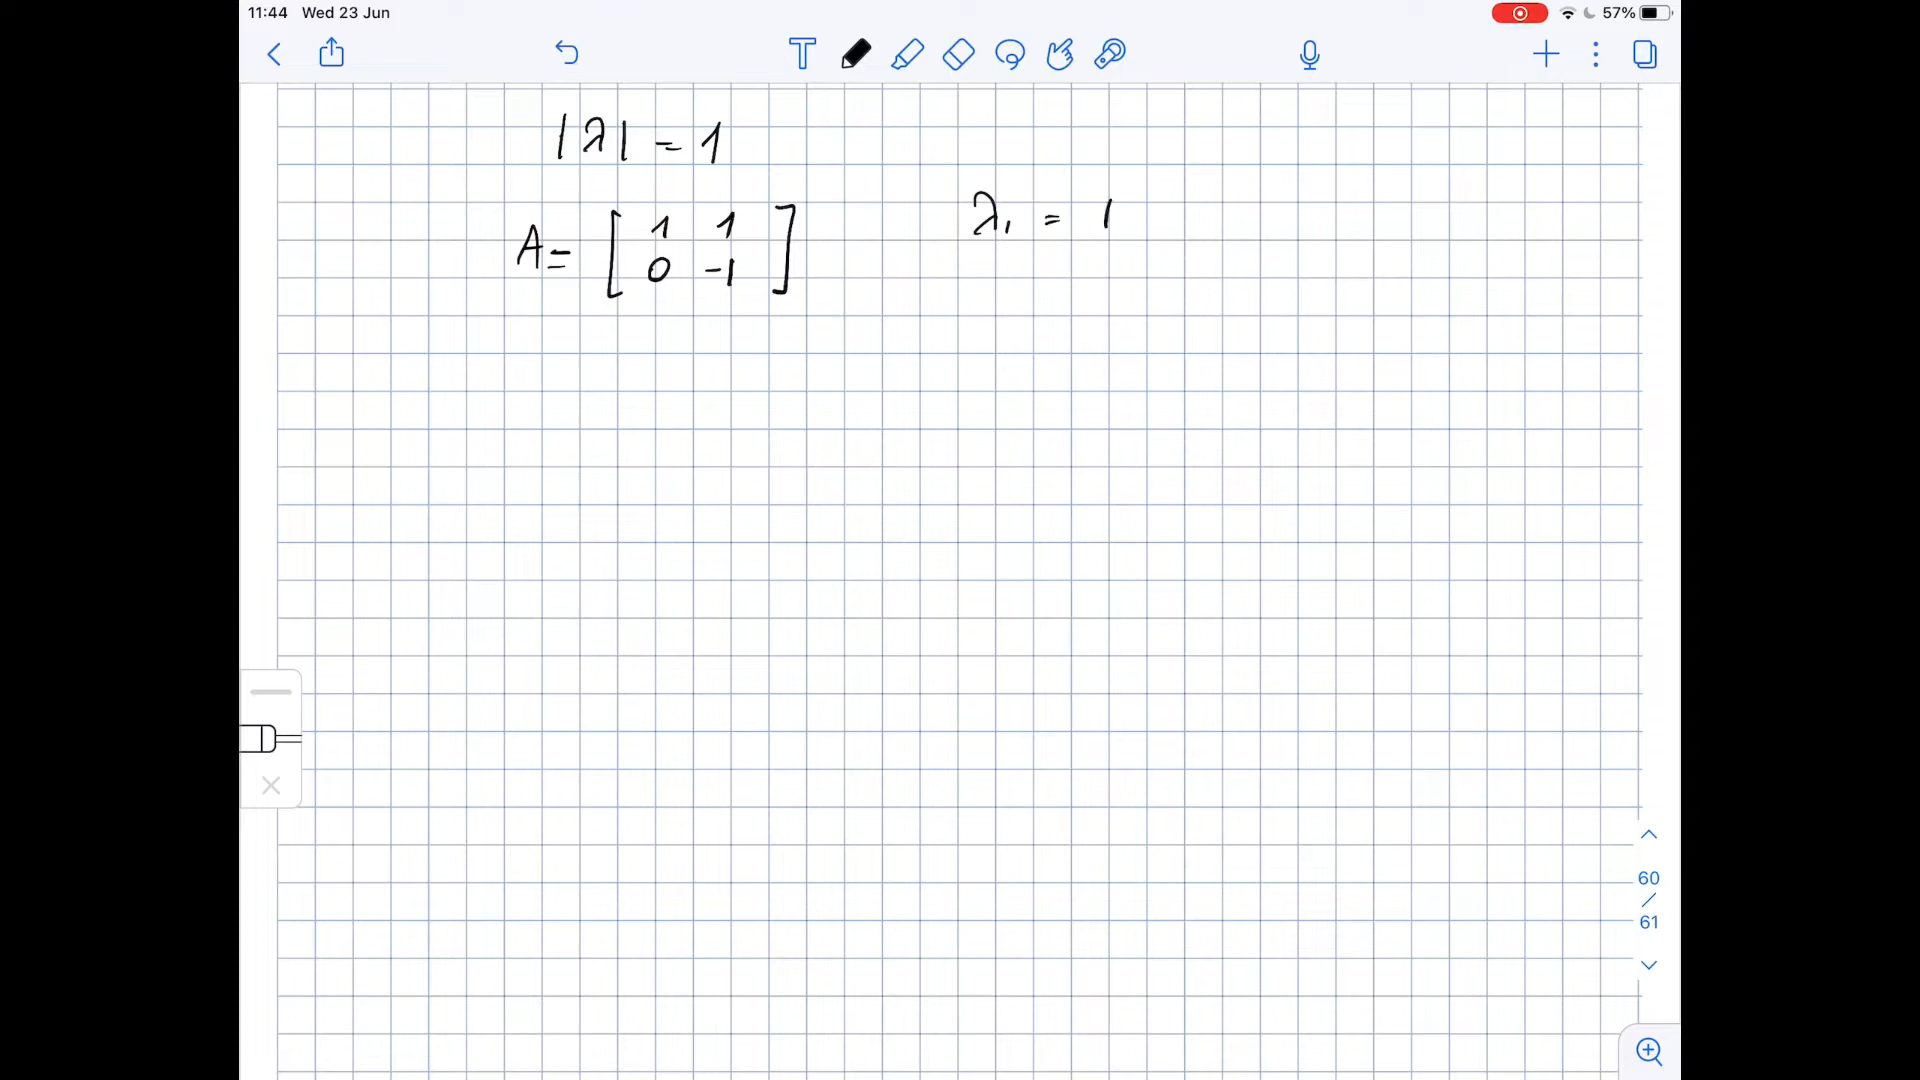 11:44 Wed 23 Jun 57%
T
|λ| = 1
A = [ 1 1
0 -1 ]
λ₁ = 1
60
/
61